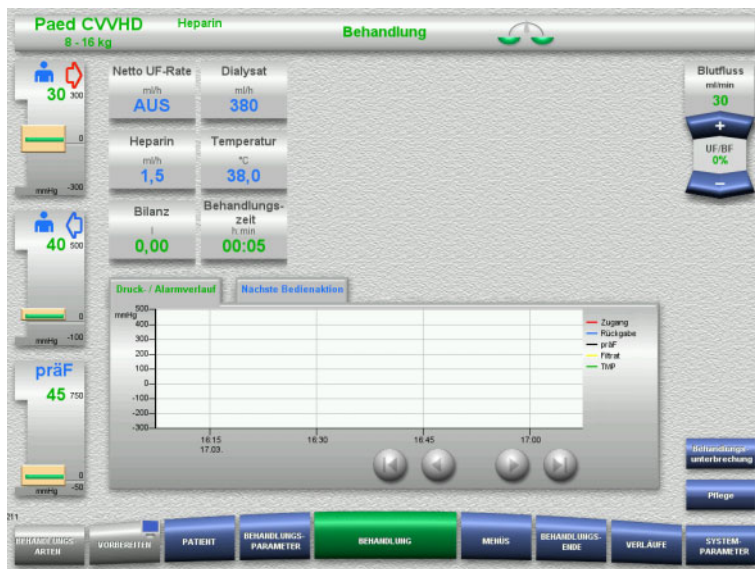 Paed CVVHD Heparin
8 - 16 kg
Behandlung
30 300
0
mmHg -300
40 500
0
mmHg -100
präF
45 750
0
mmHg -50
Netto UF-Rate
ml/h
AUS
Dialysat
ml/h
380
Heparin
ml/h
1,5
Temperatur
°C
38,0
Bilanz
l
0,00
Behandlungs-
zeit
h:min
00:05
Blutfluss
ml/min
30
+
UF/BF
0%
−
Druck- / Alarmverlauf
Nächste Bedienaktion
mmHg
500
400
300
200
100
0
-100
-200
-300
16:15
17.03.
16:30
16:45
17:00
Zugang
Rückgabe
präF
Filtrat
TMP
Behandlungs-
unterbrechung
Pflege
211
BEHANDLUNGS-
ARTEN
VORBEREITEN
PATIENT
BEHANDLUNGS-
PARAMETER
BEHANDLUNG
MENÜS
BEHANDLUNGS-
ENDE
VERLÄUFE
SYSTEM-
PARAMETER